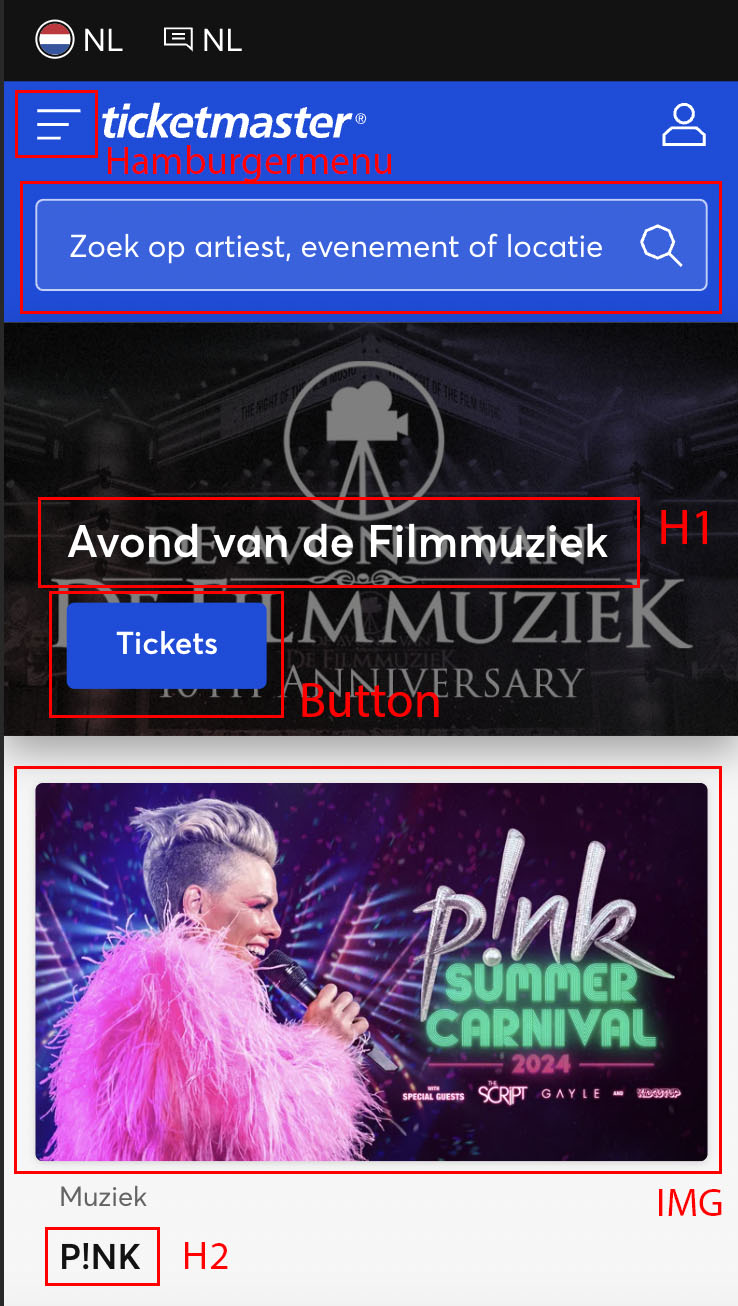 NL NL
ticketmaster®
Hamburgermenu
Zoek op artiest, evenement of locatie
THE NIGHT OF THE FILM MUSIC
Avond van de Filmmuziek
H1
DE AVOND VAN
DE FILMMUZIEK
Tickets
10TH ANNIVERSARY
Button
p!nk
SUMMER
CARNIVAL
2024
WITH SPECIAL GUESTS THE SCRIPT GAYLE AND KIDCUTUP
Muziek
IMG
P!NK H2